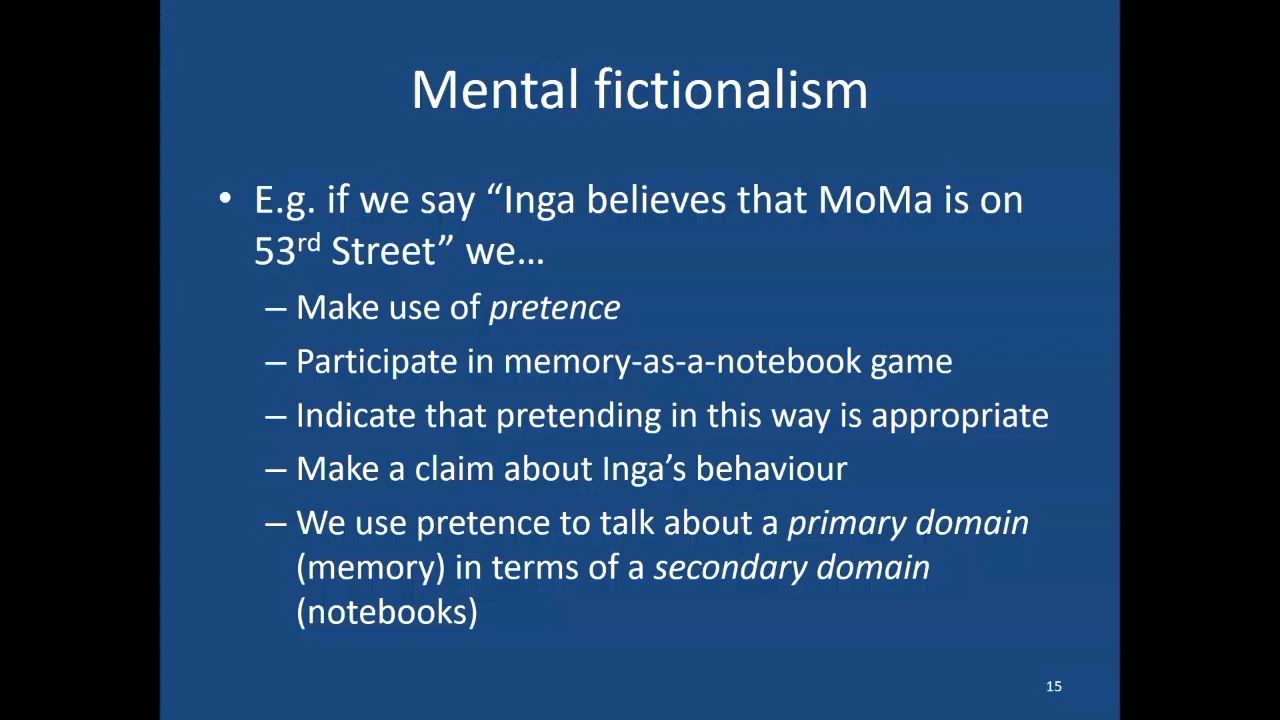 Mental fictionalism
• E.g. if we say “Inga believes that MoMa is on
53rd Street” we…
– Make use of pretence
– Participate in memory-as-a-notebook game
– Indicate that pretending in this way is appropriate
– Make a claim about Inga’s behaviour
– We use pretence to talk about a primary domain
(memory) in terms of a secondary domain
(notebooks)
15